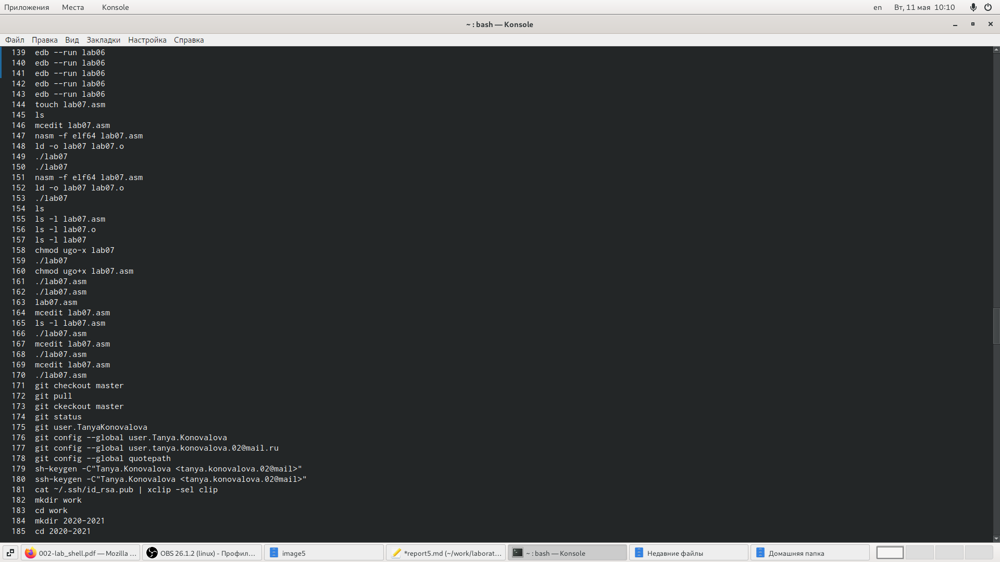 Приложения Места Konsole en Вт, 11 мая 10:10
~ : bash — Konsole
Файл Правка Вид Закладки Настройка Справка
139 edb --run lab06
140 edb --run lab06
141 edb --run lab06
142 edb --run lab06
143 edb --run lab06
144 touch lab07.asm
145 ls
146 mcedit lab07.asm
147 nasm -f elf64 lab07.asm
148 ld -o lab07 lab07.o
149 ./lab07
150 ./lab07
151 nasm -f elf64 lab07.asm
152 ld -o lab07 lab07.o
153 ./lab07
154 ls
155 ls -l lab07.asm
156 ls -l lab07.o
157 ls -l lab07
158 chmod ugo-x lab07
159 ./lab07
160 chmod ugo+x lab07.asm
161 ./lab07.asm
162 ./lab07.asm
163 lab07.asm
164 mcedit lab07.asm
165 ls -l lab07.asm
166 ./lab07.asm
167 mcedit lab07.asm
168 ./lab07.asm
169 mcedit lab07.asm
170 ./lab07.asm
171 git checkout master
172 git pull
173 git ckeckout master
174 git status
175 git user.TanyaKonovalova
176 git config --global user.Tanya.Konovalova
177 git config --global user.tanya.konovalova.02@mail.ru
178 git config --global quotepath
179 sh-keygen -C"Tanya.Konovalova <tanya.konovalova.02@mail>"
180 ssh-keygen -C"Tanya.Konovalova <tanya.konovalova.02@mail>"
181 cat ~/.ssh/id_rsa.pub | xclip -sel clip
182 mkdir work
183 cd work
184 mkdir 2020-2021
185 cd 2020-2021
002-lab_shell.pdf — Mozilla ... OBS 26.1.2 (linux) - Профил... image5 *report5.md (~/work/laborat... ~ : bash — Konsole Недавние файлы Домашняя папка